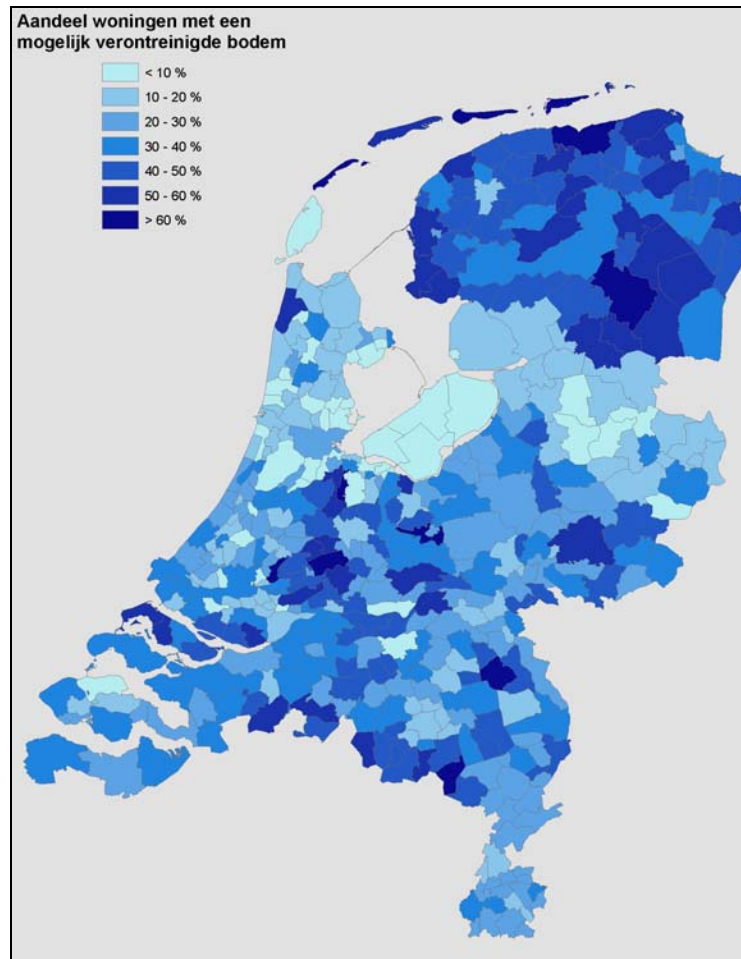 Aandeel woningen met een
mogelijk verontreinigde bodem
< 10 %
10 - 20 %
20 - 30 %
30 - 40 %
40 - 50 %
50 - 60 %
> 60 %